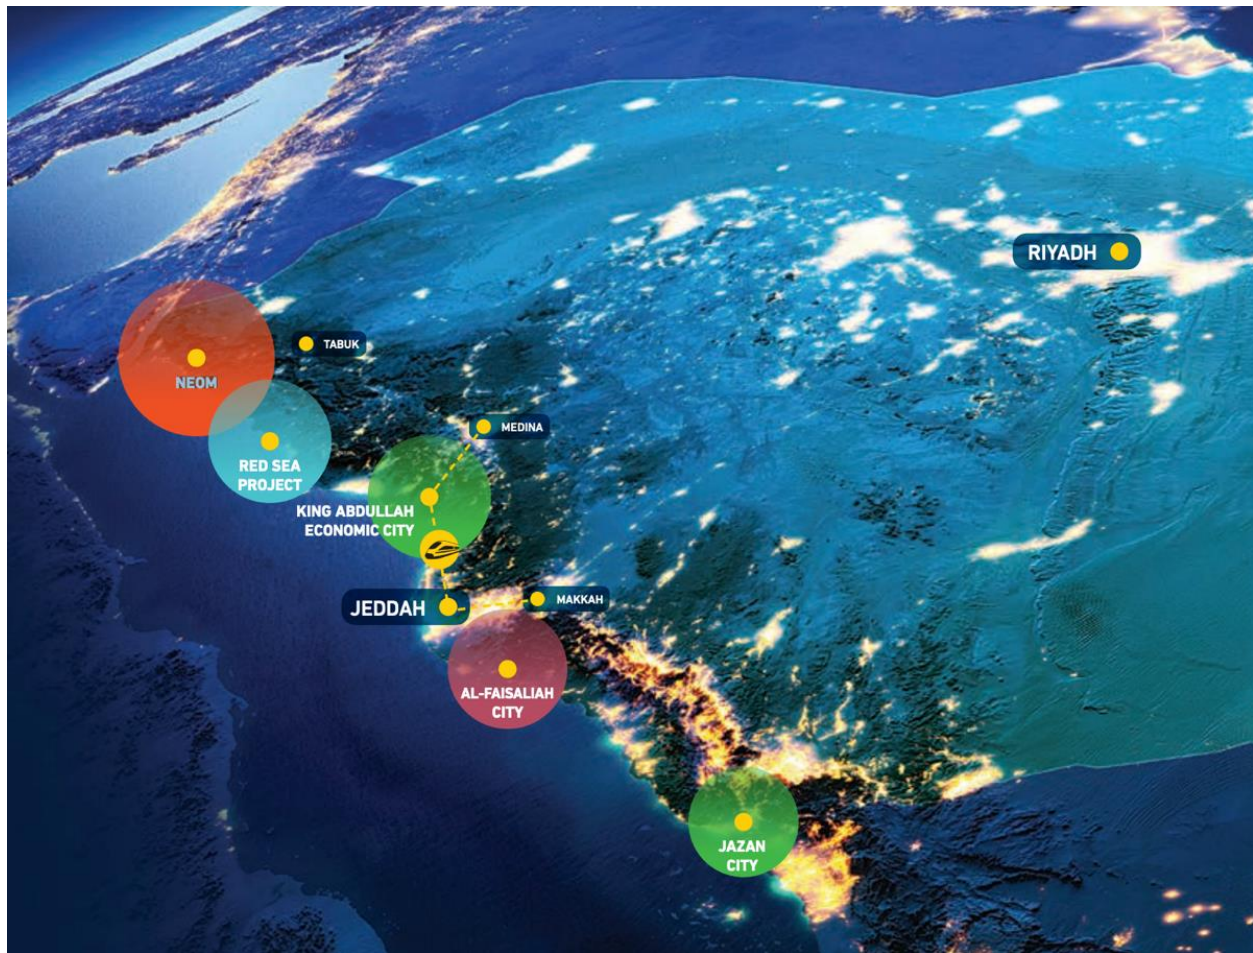 RIYADH
TABUK
NEOM
MEDINA
RED SEA
PROJECT
KING ABDULLAH
ECONOMIC CITY
JEDDAH
MAKKAH
AL-FAISALIAH
CITY
JAZAN
CITY